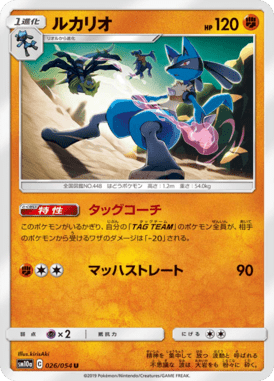 1進化
ルカリオ
HP 120
リオルから進化
全国図鑑NO.448 はどうポケモン 高さ:1.2m 重さ:54.0kg
特性 タッグコーチ
このポケモンがいるかぎり、自分の「TAG TEAM」のポケモン全員が、相手
のポケモンから受けるワザのダメージは「-20」される。
マッハストレート 90
弱点 ×2 抵抗力 にげる
Illus. kirisAki
sm10a C 026/054 U
©2019 Pokémon/Nintendo/Creatures/GAME FREAK.